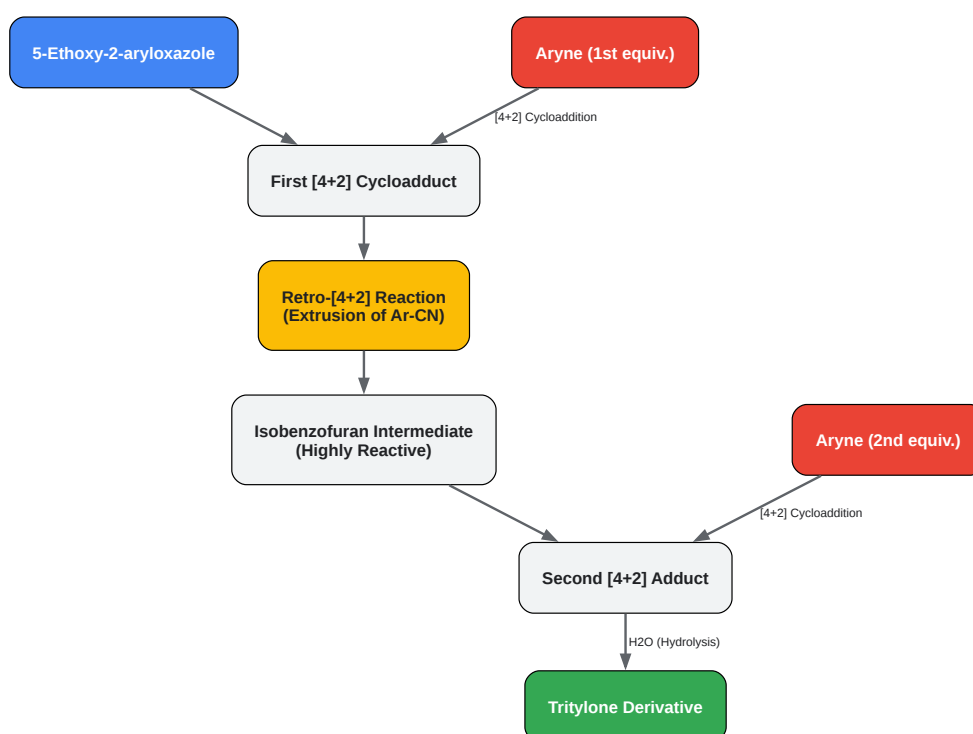 5-Ethoxy-2-aryloxazole
Aryne (1st equiv.)
[4+2] Cycloaddition
First [4+2] Cycloadduct
Retro-[4+2] Reaction
(Extrusion of Ar-CN)
Isobenzofuran Intermediate
(Highly Reactive)
Aryne (2nd equiv.)
[4+2] Cycloaddition
Second [4+2] Adduct
H2O (Hydrolysis)
Tritylone Derivative